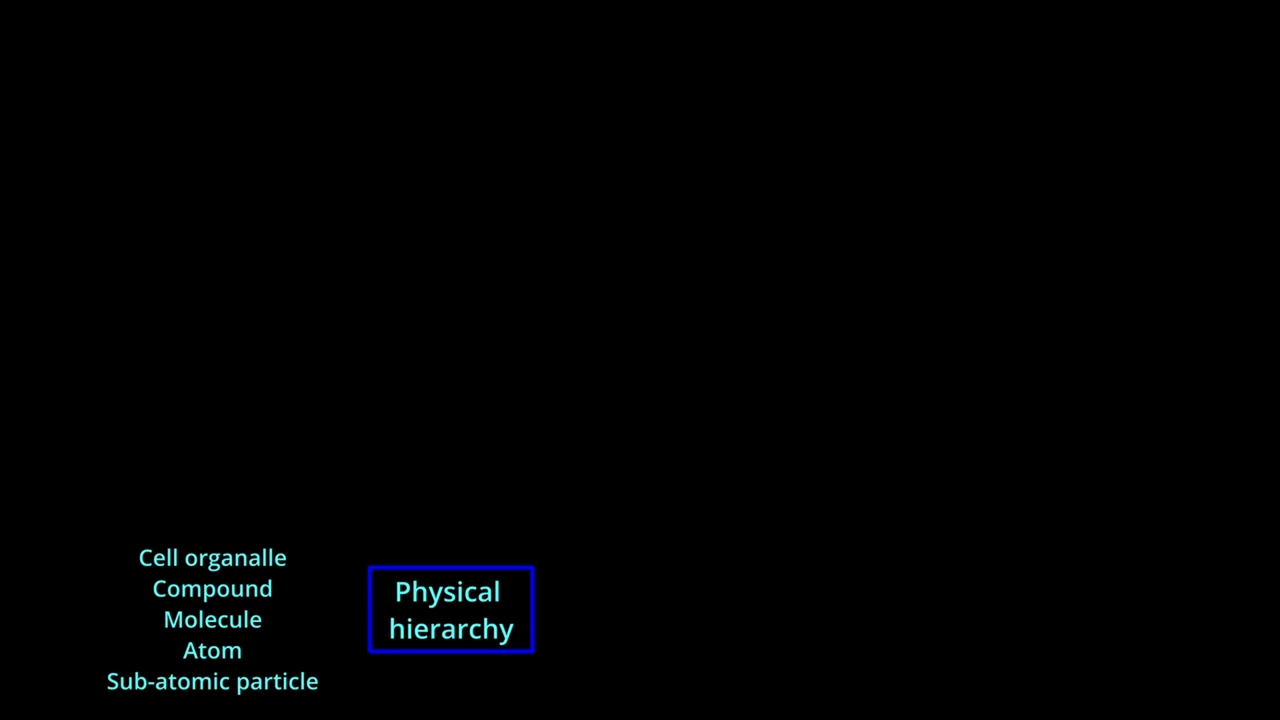 Cell organalle
Compound
Molecule
Atom
Sub-atomic particle
Physical
hierarchy